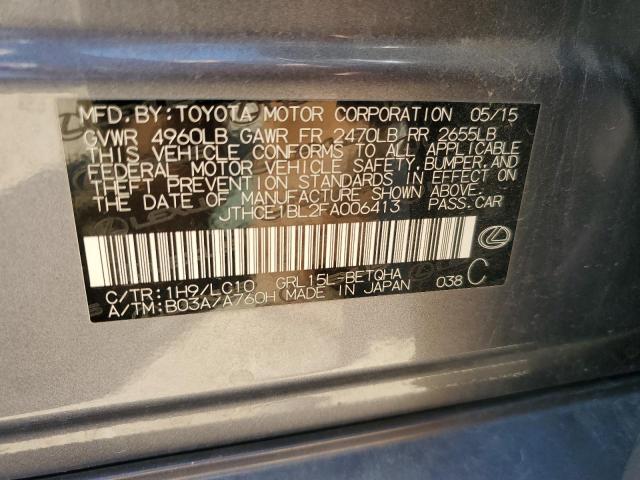 MFD. BY: TOYOTA MOTOR CORPORATION 05/15
GVWR 4960LB GAWR FR 2470LB RR 2655LB
THIS VEHICLE CONFORMS TO ALL APPLICABLE
FEDERAL MOTOR VEHICLE SAFETY, BUMPER, AND
THEFT PREVENTION STANDARDS IN EFFECT ON
THE DATE OF MANUFACTURE SHOWN ABOVE.
JTHCE1BL2FA006413 PASS.CAR
C/TR:1H9/LC10 GRL15L-BETQHA
A/TM:B03A/A760H MADE IN JAPAN 038 C